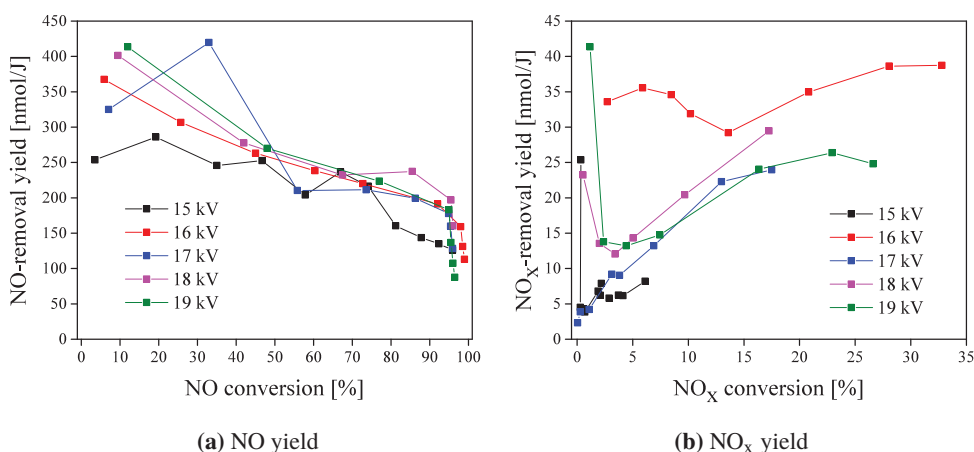 450
400
350
300
250
200
150
100
50
0
NO-removal yield [nmol/J]
15 kV
16 kV
17 kV
18 kV
19 kV
0 10 20 30 40 50 60 70 80 90 100
NO conversion [%]
(a) NO yield
45
40
35
30
25
20
15
10
5
0
NOX-removal yield [nmol/J]
15 kV
16 kV
17 kV
18 kV
19 kV
0 5 10 15 20 25 30 35
NOX conversion [%]
(b) NOx yield